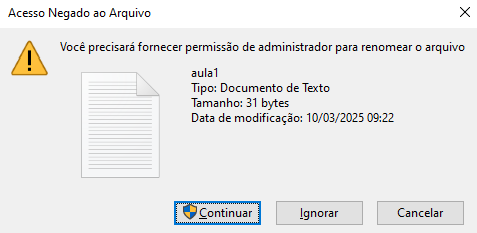 Acesso Negado ao Arquivo
Você precisará fornecer permissão de administrador para renomear o arquivo
aula1
Tipo: Documento de Texto
Tamanho: 31 bytes
Data de modificação: 10/03/2025 09:22
Continuar
Ignorar
Cancelar